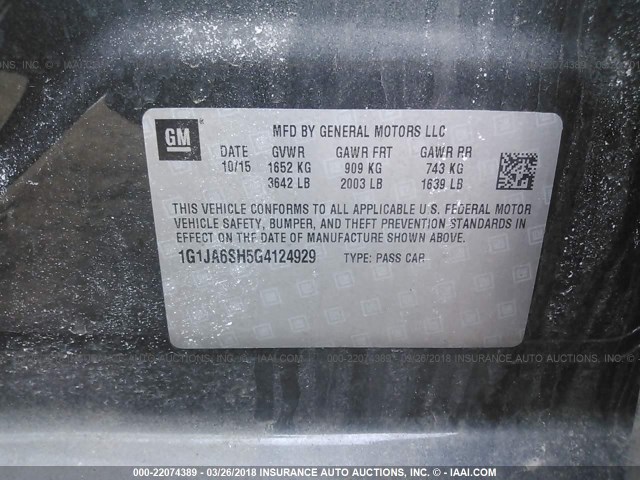 GM
MFD BY GENERAL MOTORS LLC
DATE GVWR GAWR FRT GAWR RR
10/15 1652 KG 909 KG 743 KG
3642 LB 2003 LB 1639 LB
THIS VEHICLE CONFORMS TO ALL APPLICABLE U.S. FEDERAL MOTOR
VEHICLE SAFETY, BUMPER, AND THEFT PREVENTION STANDARDS IN
EFFECT ON THE DATE OF MANUFACTURE SHOWN ABOVE.
1G1JA6SH5G4124929 TYPE: PASS CAR
000-22074389 - 03/26/2018 - INSURANCE AUTO AUCTIONS, INC. - © IAAI.COM